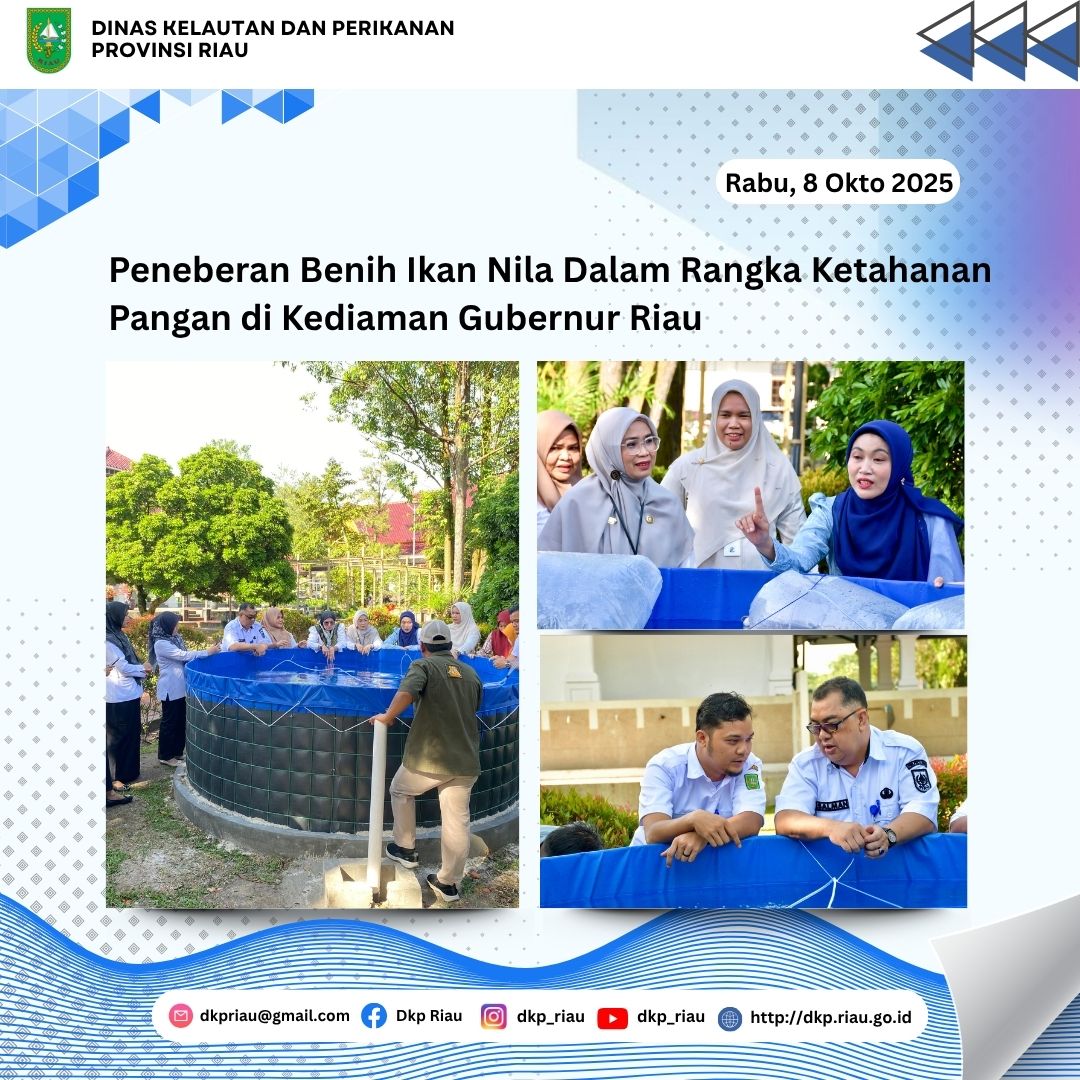 DINAS KELAUTAN DAN PERIKANAN
PROVINSI RIAU
RIAU
Rabu, 8 Okto 2025
Peneberan Benih Ikan Nila Dalam Rangka Ketahanan
Pangan di Kediaman Gubernur Riau
dkpriau@gmail.com
Dkp Riau
dkp_riau
dkp_riau
http://dkp.riau.go.id